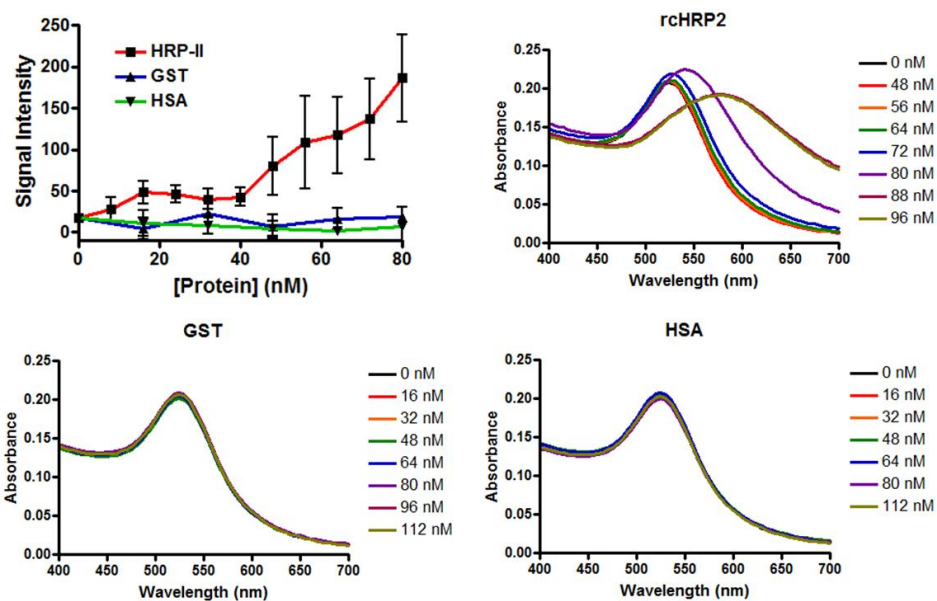 250
200
150
100
50
0
Signal Intensity
HRP-II
GST
HSA
0 20 40 60 80
[Protein] (nM)
rcHRP2
0.25
0.20
0.15
0.10
0.05
0.00
Absorbance
400 450 500 550 600 650 700
Wavelength (nm)
0 nM
48 nM
56 nM
64 nM
72 nM
80 nM
88 nM
96 nM
GST
0.25
0.20
0.15
0.10
0.05
0.00
Absorbance
400 450 500 550 600 650 700
Wavelength (nm)
0 nM
16 nM
32 nM
48 nM
64 nM
80 nM
96 nM
112 nM
HSA
0.25
0.20
0.15
0.10
0.05
0.00
Absorbance
400 450 500 550 600 650 700
Wavelength (nm)
0 nM
16 nM
32 nM
48 nM
64 nM
80 nM
112 nM